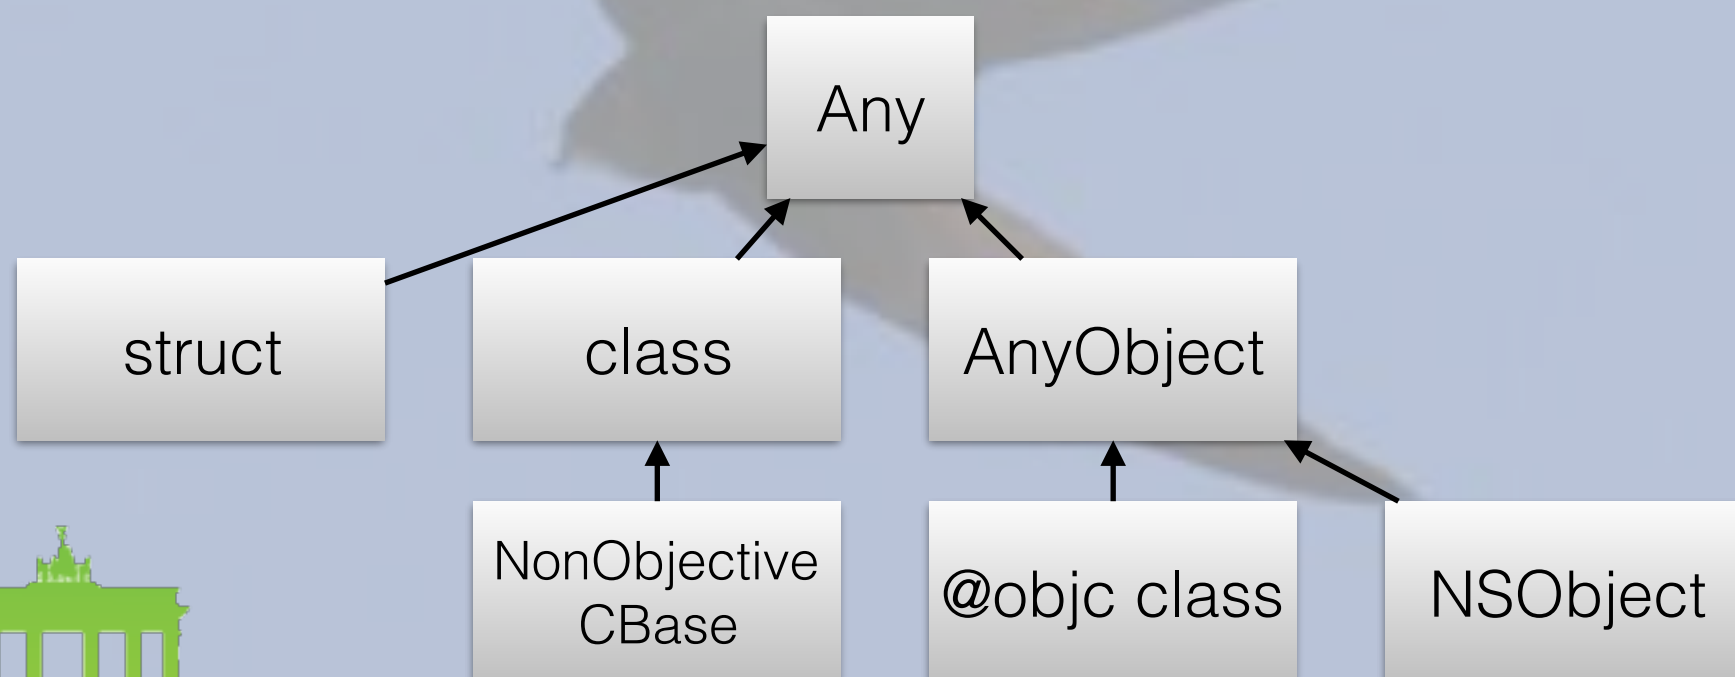 Any
struct
class
AnyObject
NonObjective
CBase
@objc class
NSObject